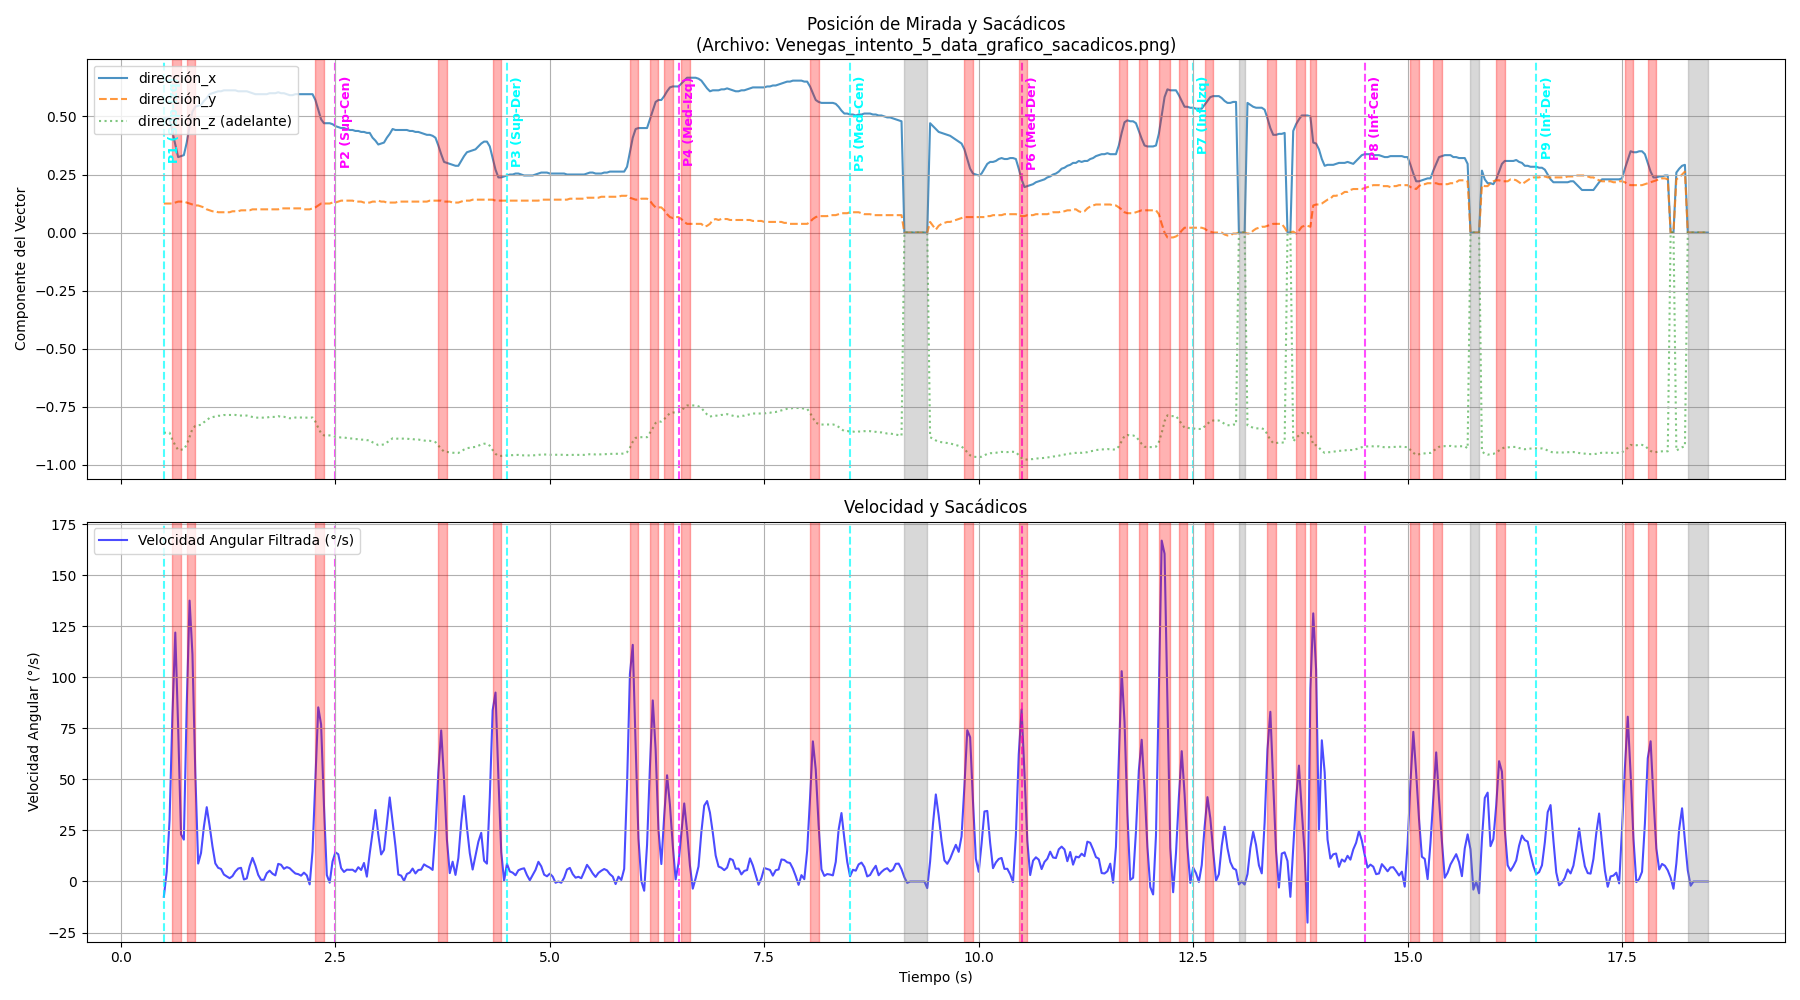 Posición de Mirada y Sacádicos
(Archivo: Venegas_intento_5_data_grafico_sacadicos.png)
dirección_x
dirección_y
dirección_z (adelante)
P1
P2 (Sup-Cen)
P3 (Sup-Der)
P4 (Med-Izq)
P5 (Med-Cen)
P6 (Med-Der)
P7 (Inf-Izq)
P8 (Inf-Cen)
P9 (Inf-Der)
Componente del Vector
0.50
0.25
0.00
−0.25
−0.50
−0.75
−1.00
Velocidad y Sacádicos
Velocidad Angular Filtrada (°/s)
Velocidad Angular (°/s)
175
150
125
100
75
50
25
0
−25
0.0 2.5 5.0 7.5 10.0 12.5 15.0 17.5
Tiempo (s)